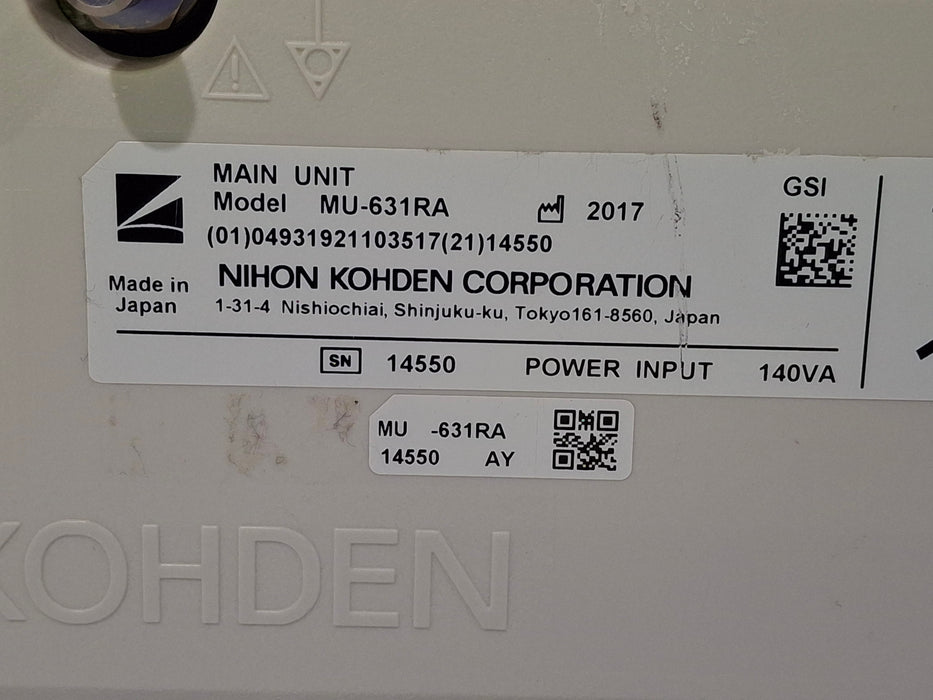 MAIN UNIT
Model MU-631RA 2017
GSI
(01)04931921103517(21)14550
Made in Japan
NIHON KOHDEN CORPORATION
1-31-4 Nishiochiai, Shinjuku-ku, Tokyo161-8560, Japan
SN 14550 POWER INPUT 140VA
MU -631RA
14550 AY
KOHDEN